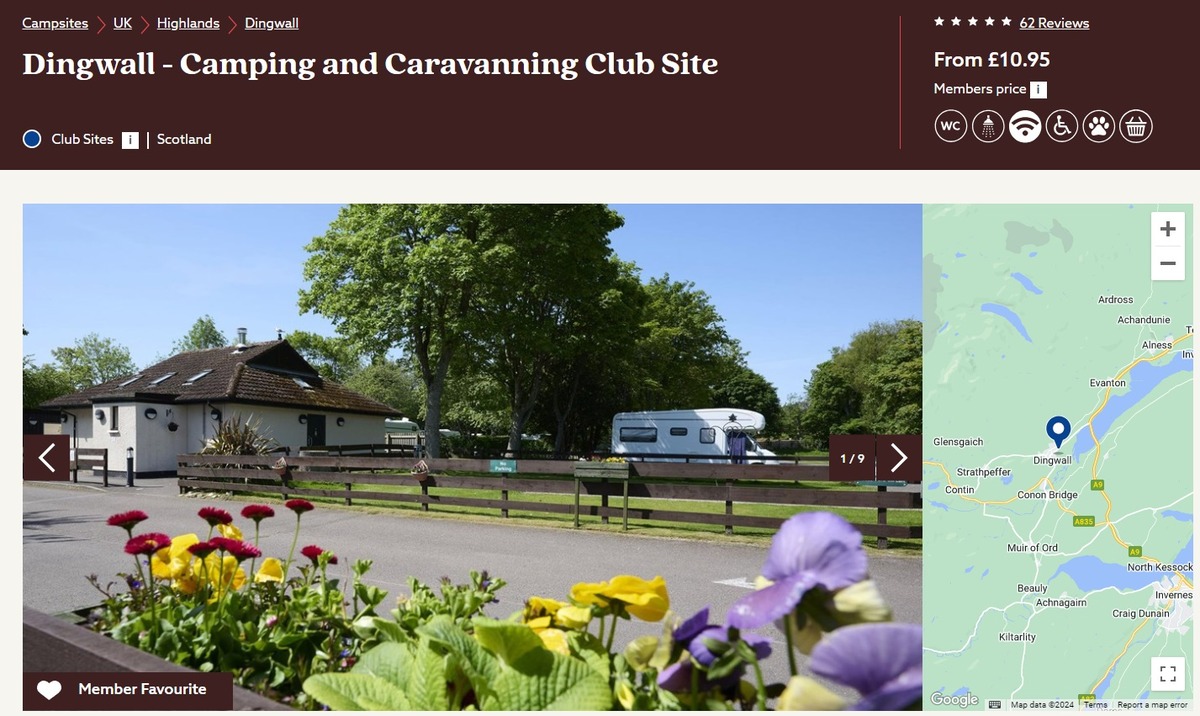 Campsites UK Highlands Dingwall
Dingwall - Camping and Caravanning Club Site
Club Sites i | Scotland
62 Reviews
From £10.95
Members price i
WC
No
Parking
1 / 9
Member Favourite
+
−
Ardross
Achandunie
Alness
Evanton
Glensgaich
Dingwall
Strathpeffer
Contin
Conon Bridge
A9
A835
Muir of Ord
A9
North Kessock
Beauly
Achnagairn
Invernes
Craig Dunain
Kiltarlity
Google
Map data ©2024 Terms Report a map error